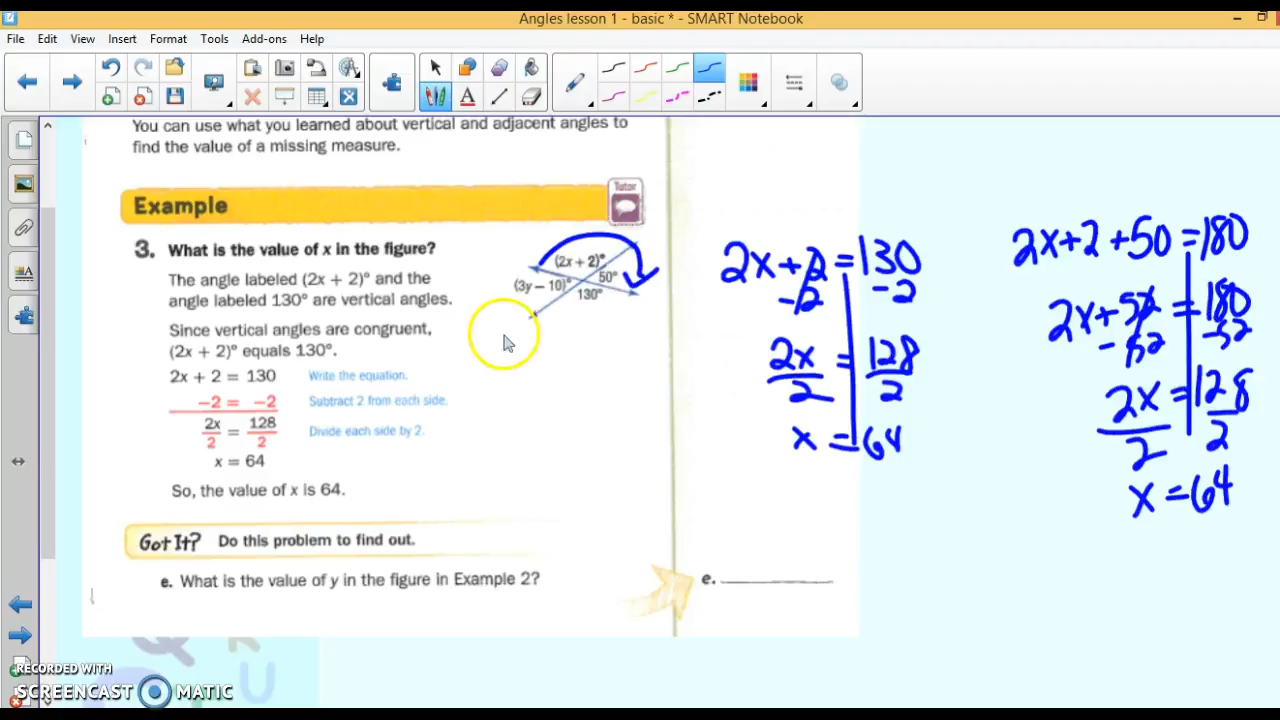 Angles lesson 1 - basic * - SMART Notebook
File Edit View Insert Format Tools Add-ons Help
You can use what you learned about vertical and adjacent angles to
find the value of a missing measure.
Example
Tutor
3. What is the value of x in the figure?
The angle labeled (2x + 2)° and the
angle labeled 130° are vertical angles.
Since vertical angles are congruent,
(2x + 2)° equals 130°.
2x + 2 = 130 Write the equation.
−2 = −2 Subtract 2 from each side.
2x/2 = 128/2 Divide each side by 2.
x = 64
So, the value of x is 64.
(2x + 2)°
50°
(3y − 10)°
130°
2x+2=130
-2 -2
2x/2 = 128/2
x=64
2x+2+50=180
2x+52=180
-52 -52
2x/2=128/2
x=64
Got It? Do this problem to find out.
e. What is the value of y in the figure in Example 2?
e. __________
RECORDED WITH
SCREENCAST MATIC